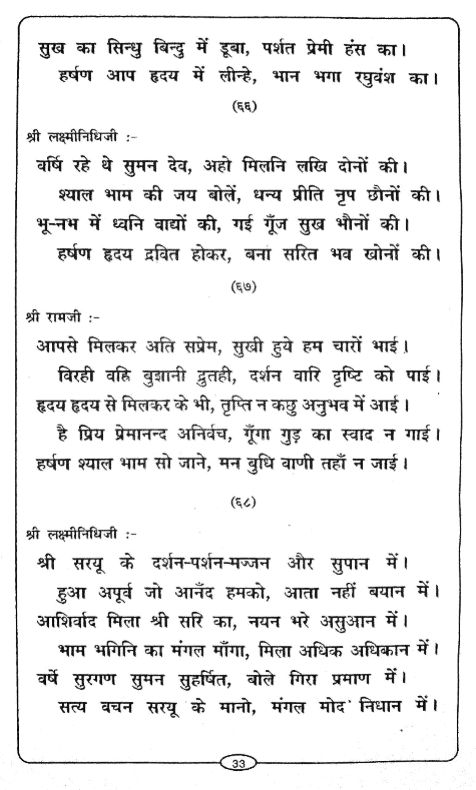 सुख का सिन्धु बिन्दु में डूबा, पर्शत प्रेमी हंस का।
हर्षण आप हृदय में लीन्हे, भान भगा रघुवंश का।
(६६)
श्री लक्ष्मीनिधिजी :-
वर्षि रहे थे सुमन देव, अहो मिलनि लखि दोनों की।
श्याल भाम की जय बोलें, धन्य प्रीति नृप छौनों की।
भू-नभ में ध्वनि वाद्यों की, गई गूँज सुख भौनों की।
हर्षण हृदय द्रवित होकर, बना सरित भव खोनों की।
(६७)
श्री रामजी :-
आपसे मिलकर अति सप्रेम, सुखी हुये हम चारों भाई।
विरही वह्नि बुझानी द्रुतही, दर्शन वारि दृष्टि को पाई।
हृदय हृदय से मिलकर के भी, तृप्ति न कछु अनुभव में आई।
है प्रिय प्रेमानन्द अनिर्वच, गूँगा गुड़ का स्वाद न गाई।
हर्षण श्याल भाम सो जाने, मन बुधि वाणी तहाँ न जाई।
(६८)
श्री लक्ष्मीनिधिजी :-
श्री सरयू के दर्शन-पर्शन-मज्जन और सुपान में।
हुआ अपूर्व जो आनँद हमको, आता नहीं बयान में।
आशिर्वाद मिला श्री सरि का, नयन भरे असुआन में।
भाम भगिनि का मंगल माँगा, मिला अधिक अधिकान में।
वर्षे सुरगण सुमन सुहर्षित, बोले गिरा प्रमाण में।
सत्य वचन सरयू के मानो, मंगल मोद निधान में।
33